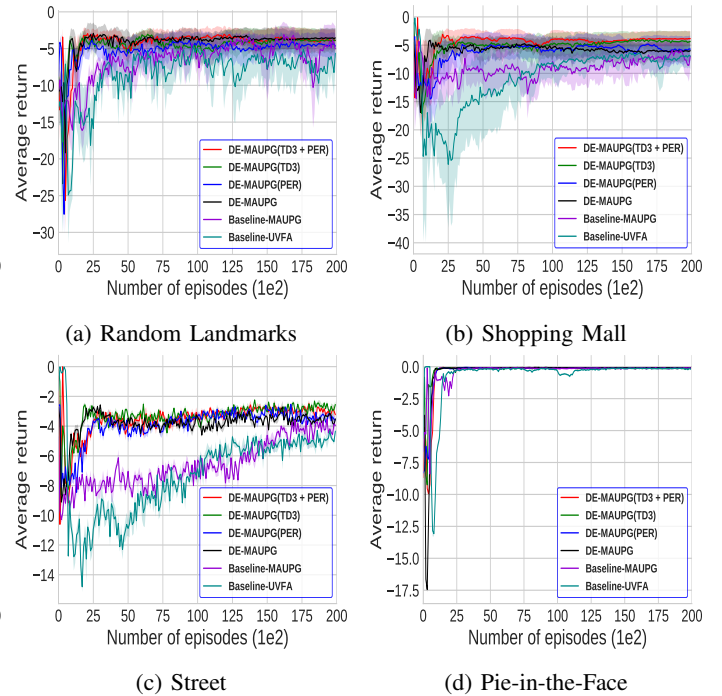 0
−5
−10
−15
−20
−25
−30
Average return
DE-MAUPG(TD3 + PER)
DE-MAUPG(TD3)
DE-MAUPG(PER)
DE-MAUPG
Baseline-MAUPG
Baseline-UVFA
0 25 50 75 100 125 150 175 200
Number of episodes (1e2)
(a) Random Landmarks
0
−5
−10
−15
−20
−25
−30
−35
−40
Average return
DE-MAUPG(TD3 + PER)
DE-MAUPG(TD3)
DE-MAUPG(PER)
DE-MAUPG
Baseline-MAUPG
Baseline-UVFA
0 25 50 75 100 125 150 175 200
Number of episodes (1e2)
(b) Shopping Mall
0
−2
−4
−6
−8
−10
−12
−14
Average return
DE-MAUPG(TD3 + PER)
DE-MAUPG(TD3)
DE-MAUPG(PER)
DE-MAUPG
Baseline-MAUPG
Baseline-UVFA
0 25 50 75 100 125 150 175 200
Number of episodes (1e2)
(c) Street
0.0
−2.5
−5.0
−7.5
−10.0
−12.5
−15.0
−17.5
Average return
DE-MAUPG(TD3 + PER)
DE-MAUPG(TD3)
DE-MAUPG(PER)
DE-MAUPG
Baseline-MAUPG
Baseline-UVFA
0 25 50 75 100 125 150 175 200
Number of episodes (1e2)
(d) Pie-in-the-Face